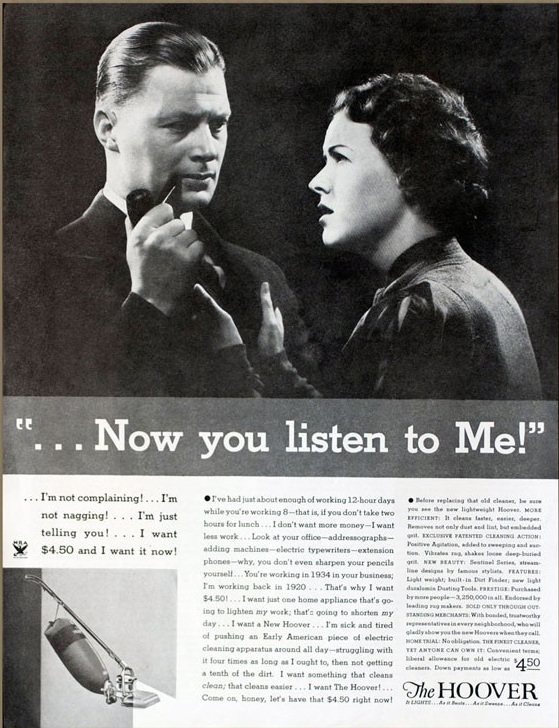 “. . . Now you listen to Me!”
. . . I'm not complaining! . . . I'm
not nagging! . . . I'm just
telling you! . . . I want
$4.50 and I want it now!
NRA
● I've had just about enough of working 12-hour days
while you're working 8—that is, if you don't take two
hours for lunch . . . I don't want more money—I want
less work . . . Look at your office—addressographs—
adding machines—electric typewriters—extension
phones—why, you don't even sharpen your pencils
yourself . . . You're working in 1934 in your business;
I'm working back in 1920 . . . That's why I want
$4.50! . . . I want just one home appliance that's go-
ing to lighten my work; that's going to shorten my
day . . . I want a New Hoover . . . I'm sick and tired
of pushing an Early American piece of electric
cleaning apparatus around all day—struggling with
it four times as long as I ought to, then not getting
a tenth of the dirt. I want something that cleans
clean; that cleans easier . . . I want The Hoover! . . .
Come on, honey, let's have that $4.50 right now!
● Before replacing that old cleaner, be sure
you see the new lightweight Hoover. MORE
EFFICIENT: It cleans faster, easier, deeper.
Removes not only dust and lint, but embedded
grit. EXCLUSIVE PATENTED CLEANING ACTION:
Positive Agitation, added to sweeping and suc-
tion. Vibrates rug, shakes loose deep-buried
grit. NEW BEAUTY: Sentinel Series, stream-
line designs by famous stylists. FEATURES:
Light weight; built-in Dirt Finder; new light
duralumin Dusting Tools. PRESTIGE: Purchased
by more people—3,250,000 in all. Endorsed by
leading rug makers. SOLD ONLY THROUGH OUT-
STANDING MERCHANTS: With bonded, trustworthy
representatives in every neighborhood, who will
gladly show you the new Hoovers when they call.
HOME TRIAL: No obligation. THE FINEST CLEANER,
YET ANYONE CAN OWN IT: Convenient terms;
liberal allowance for old electric
cleaners. Down payments as low as $4.50
The HOOVER
It LIGHTS . . . As it Beats . . . As it Sweeps . . . As it Cleans